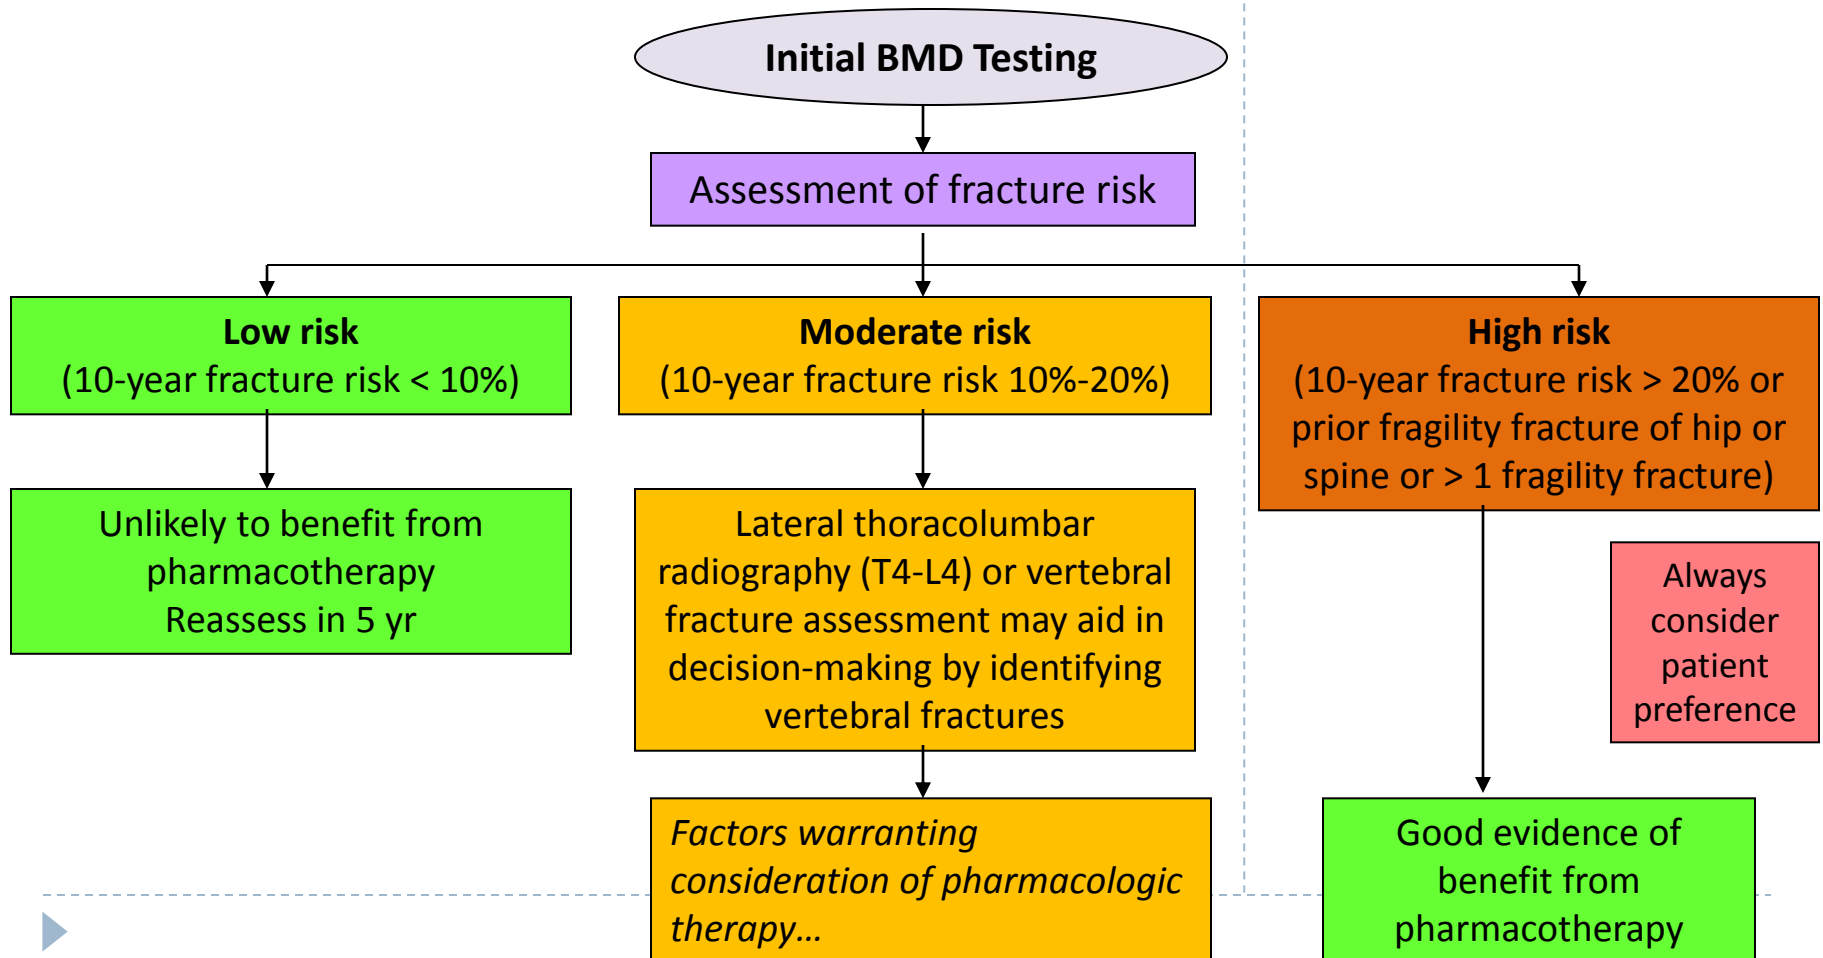 Initial BMD Testing
Assessment of fracture risk
Low risk
(10-year fracture risk < 10%)
Moderate risk
(10-year fracture risk 10%-20%)
High risk
(10-year fracture risk > 20% or
prior fragility fracture of hip or
spine or > 1 fragility fracture)
Unlikely to benefit from
pharmacotherapy
Reassess in 5 yr
Lateral thoracolumbar
radiography (T4-L4) or vertebral
fracture assessment may aid in
decision-making by identifying
vertebral fractures
Always
consider
patient
preference
Factors warranting
consideration of pharmacologic
therapy…
Good evidence of
benefit from
pharmacotherapy